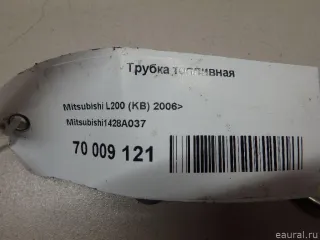 Трубка топливная
Mitsubishi L200 (KB) 2006>
Mitsubishi1428A037
70 009 121
eaural.ru